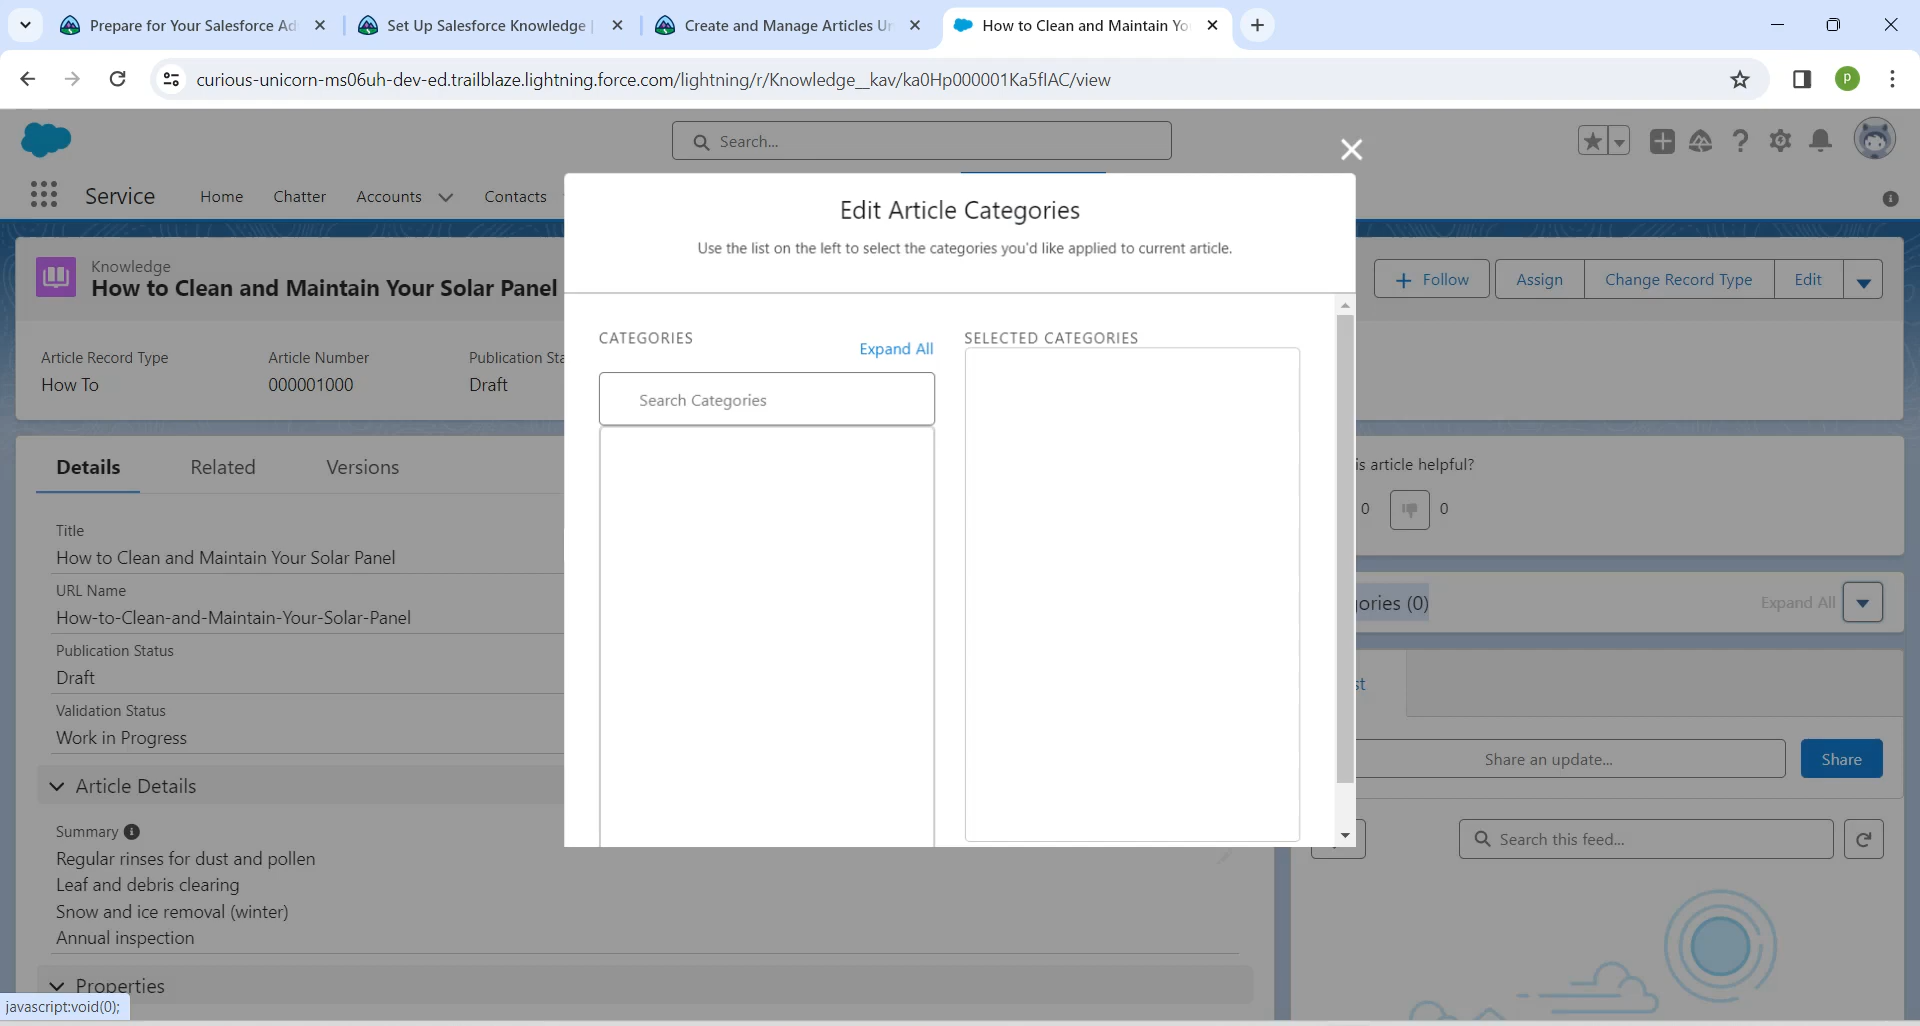 Prepare for Your Salesforce Ad
Set Up Salesforce Knowledge |
Create and Manage Articles Un
How to Clean and Maintain Yo
curious-unicorn-ms06uh-dev-ed.trailblaze.lightning.force.com/lightning/r/Knowledge__kav/ka0Hp000001Ka5fIAC/view
P
Search...
Service
Home
Chatter
Accounts
Contacts
Edit Article Categories
Use the list on the left to select the categories you'd like applied to current article.
Knowledge
How to Clean and Maintain Your Solar Panel
Follow
Assign
Change Record Type
Edit
CATEGORIES
Expand All
SELECTED CATEGORIES
Search Categories
Article Record Type
How To
Article Number
000001000
Publication Sta
Draft
Details
Related
Versions
is article helpful?
0
0
Title
How to Clean and Maintain Your Solar Panel
URL Name
How-to-Clean-and-Maintain-Your-Solar-Panel
ories (0)
Expand All
Publication Status
Draft
st
Validation Status
Work in Progress
Share an update...
Share
Article Details
Summary
Regular rinses for dust and pollen
Leaf and debris clearing
Snow and ice removal (winter)
Annual inspection
Search this feed...
Properties
javascript:void(0);